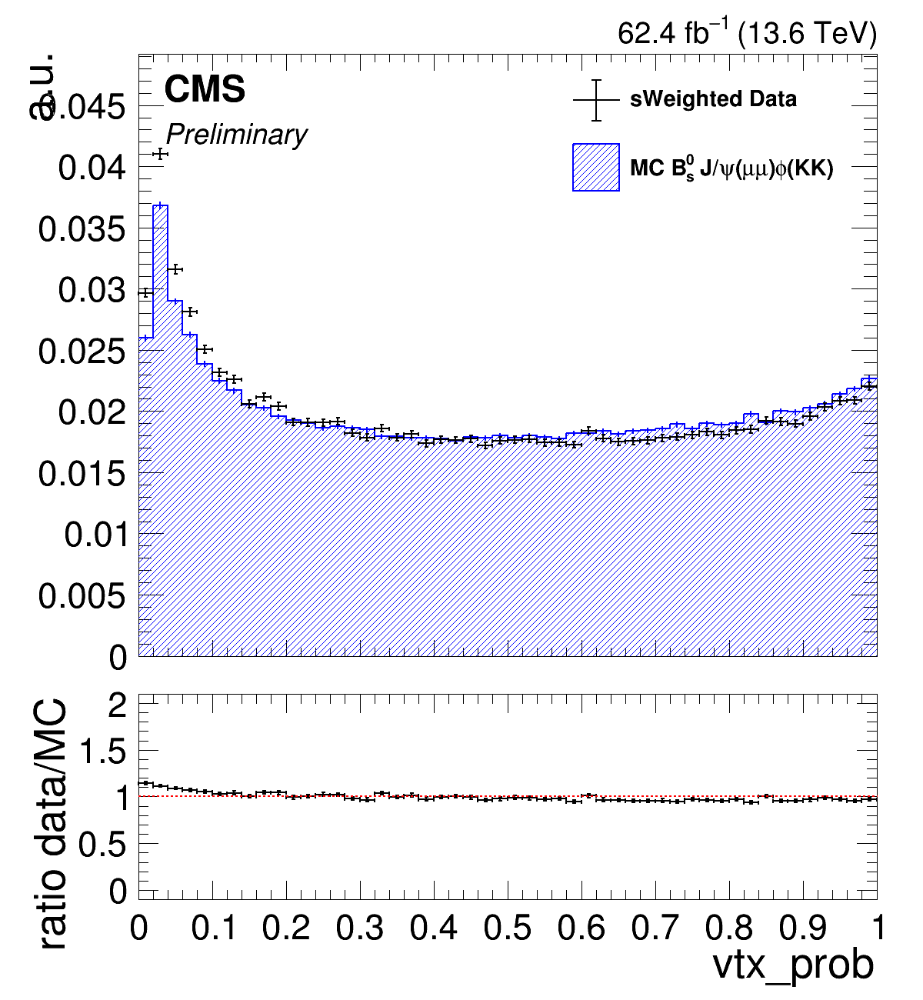 62.4 fb⁻¹ (13.6 TeV)
a.u.
CMS
Preliminary
sWeighted Data
MC B⁰ₛ J/ψ(μμ)ϕ(KK)
0.045
0.04
0.035
0.03
0.025
0.02
0.015
0.01
0.005
0
ratio data/MC
2
1.5
1
0.5
0
0 0.1 0.2 0.3 0.4 0.5 0.6 0.7 0.8 0.9 1
vtx_prob